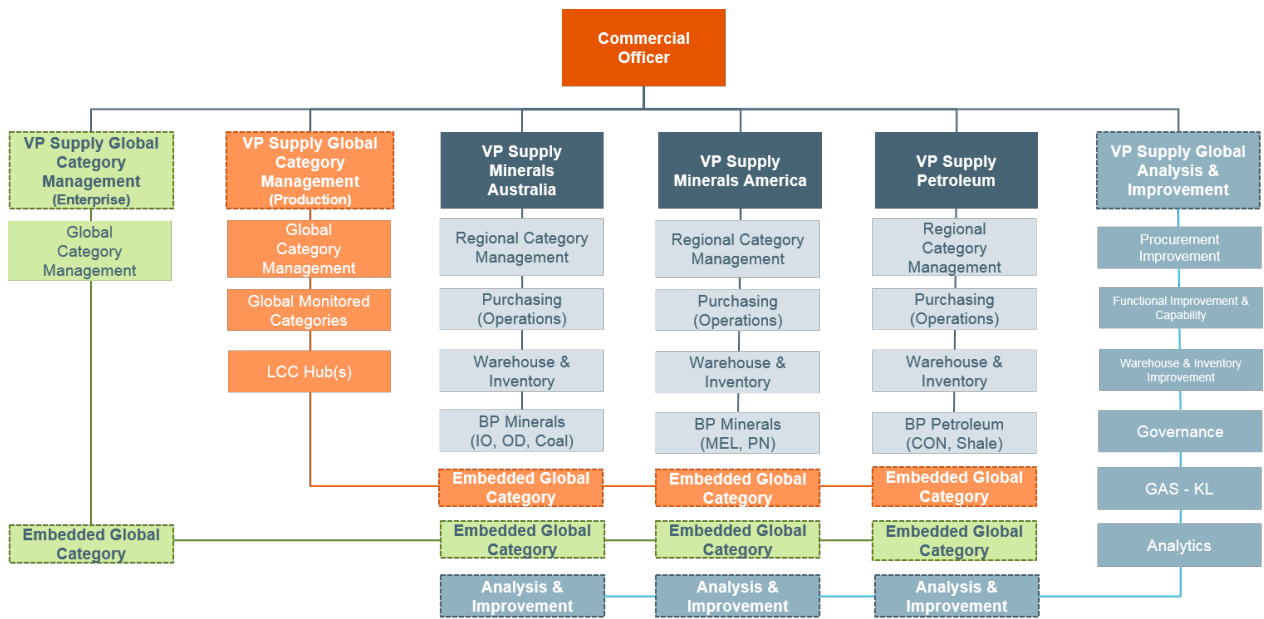 Commercial
Officer
VP Supply Global
Category
Management
(Enterprise)
VP Supply Global
Category
Management
(Production)
VP Supply
Minerals
Australia
VP Supply
Minerals America
VP Supply
Petroleum
VP Supply Global
Analysis &
Improvement
Global
Category
Management
Global
Category
Management
Regional Category
Management
Regional Category
Management
Regional
Category
Management
Procurement
Improvement
Global Monitored
Categories
Purchasing
(Operations)
Purchasing
(Operations)
Purchasing
(Operations)
Functional Improvement &
Capability
LCC Hub(s)
Warehouse &
Inventory
Warehouse &
Inventory
Warehouse &
Inventory
Warehouse & Inventory
Improvement
BP Minerals
(IO, OD, Coal)
BP Minerals
(MEL, PN)
BP Petroleum
(CON, Shale)
Governance
Embedded Global
Category
Embedded Global
Category
Embedded Global
Category
GAS - KL
Embedded Global
Category
Embedded Global
Category
Embedded Global
Category
Embedded Global
Category
Analytics
Analysis &
Improvement
Analysis &
Improvement
Analysis &
Improvement